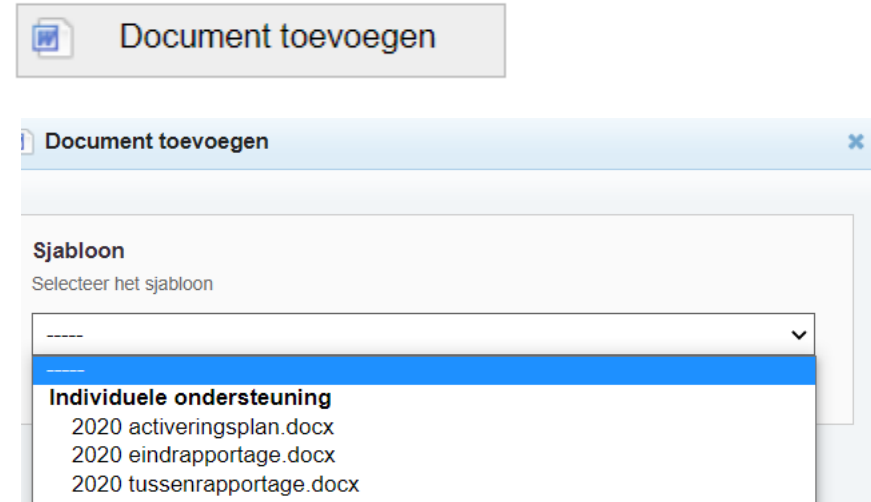 Document toevoegen
Document toevoegen
Sjabloon
Selecteer het sjabloon
-----
-----
Individuele ondersteuning
2020 activeringsplan.docx
2020 eindrapportage.docx
2020 tussenrapportage.docx